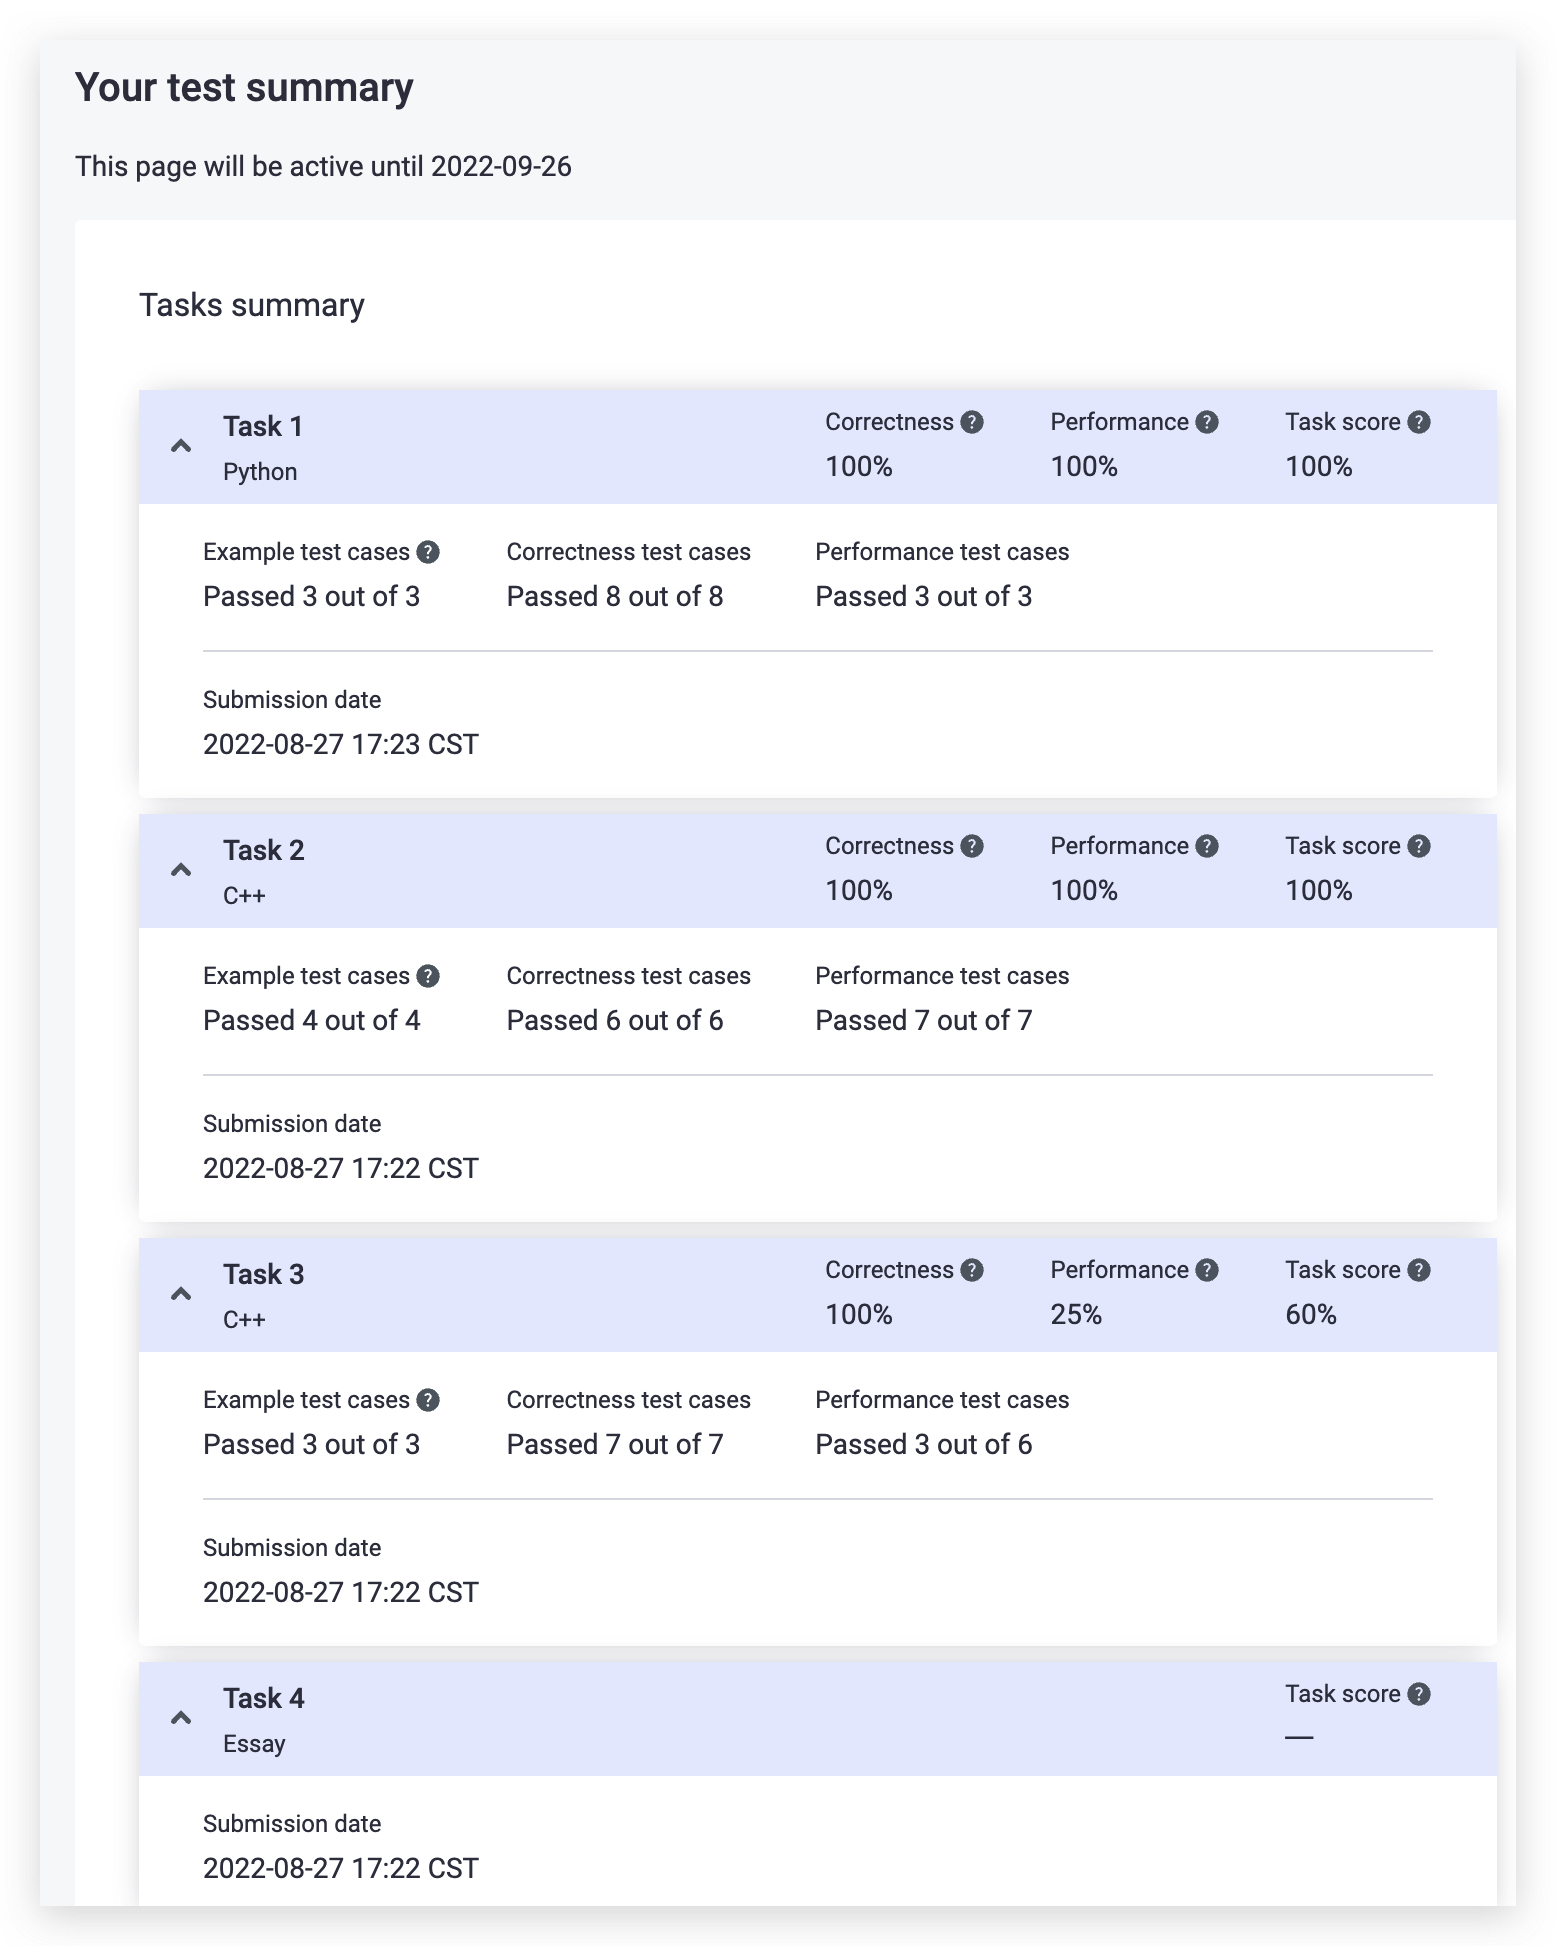 Your test summary
This page will be active until 2022-09-26
Tasks summary
Task 1
Python
Correctness ?
100%
Performance ?
100%
Task score ?
100%
Example test cases ?
Passed 3 out of 3
Correctness test cases
Passed 8 out of 8
Performance test cases
Passed 3 out of 3
Submission date
2022-08-27 17:23 CST
Task 2
C++
Correctness ?
100%
Performance ?
100%
Task score ?
100%
Example test cases ?
Passed 4 out of 4
Correctness test cases
Passed 6 out of 6
Performance test cases
Passed 7 out of 7
Submission date
2022-08-27 17:22 CST
Task 3
C++
Correctness ?
100%
Performance ?
25%
Task score ?
60%
Example test cases ?
Passed 3 out of 3
Correctness test cases
Passed 7 out of 7
Performance test cases
Passed 3 out of 6
Submission date
2022-08-27 17:22 CST
Task 4
Essay
Task score ?
—
Submission date
2022-08-27 17:22 CST